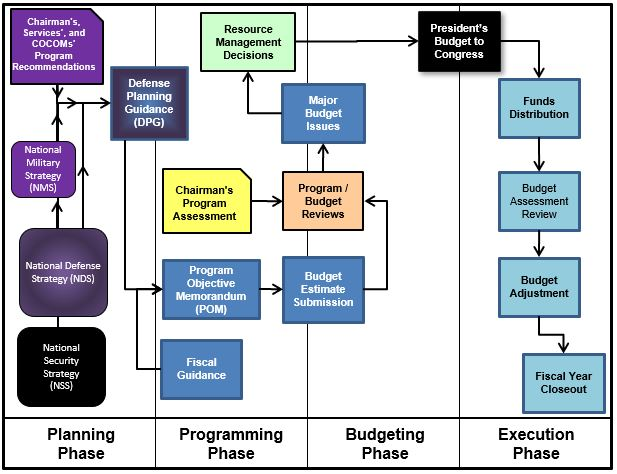 Chairman's,
Services', and
COCOMs'
Program
Recommendations
Defense
Planning
Guidance
(DPG)
National
Military
Strategy
(NMS)
National Defense
Strategy (NDS)
National
Security
Strategy
(NSS)
Resource
Management
Decisions
Major
Budget
Issues
Chairman's
Program
Assessment
Program /
Budget
Reviews
Program
Objective
Memorandum
(POM)
Budget
Estimate
Submission
Fiscal
Guidance
President's
Budget to
Congress
Funds
Distribution
Budget
Assessment
Review
Budget
Adjustment
Fiscal Year
Closeout
Planning
Phase
Programming
Phase
Budgeting
Phase
Execution
Phase